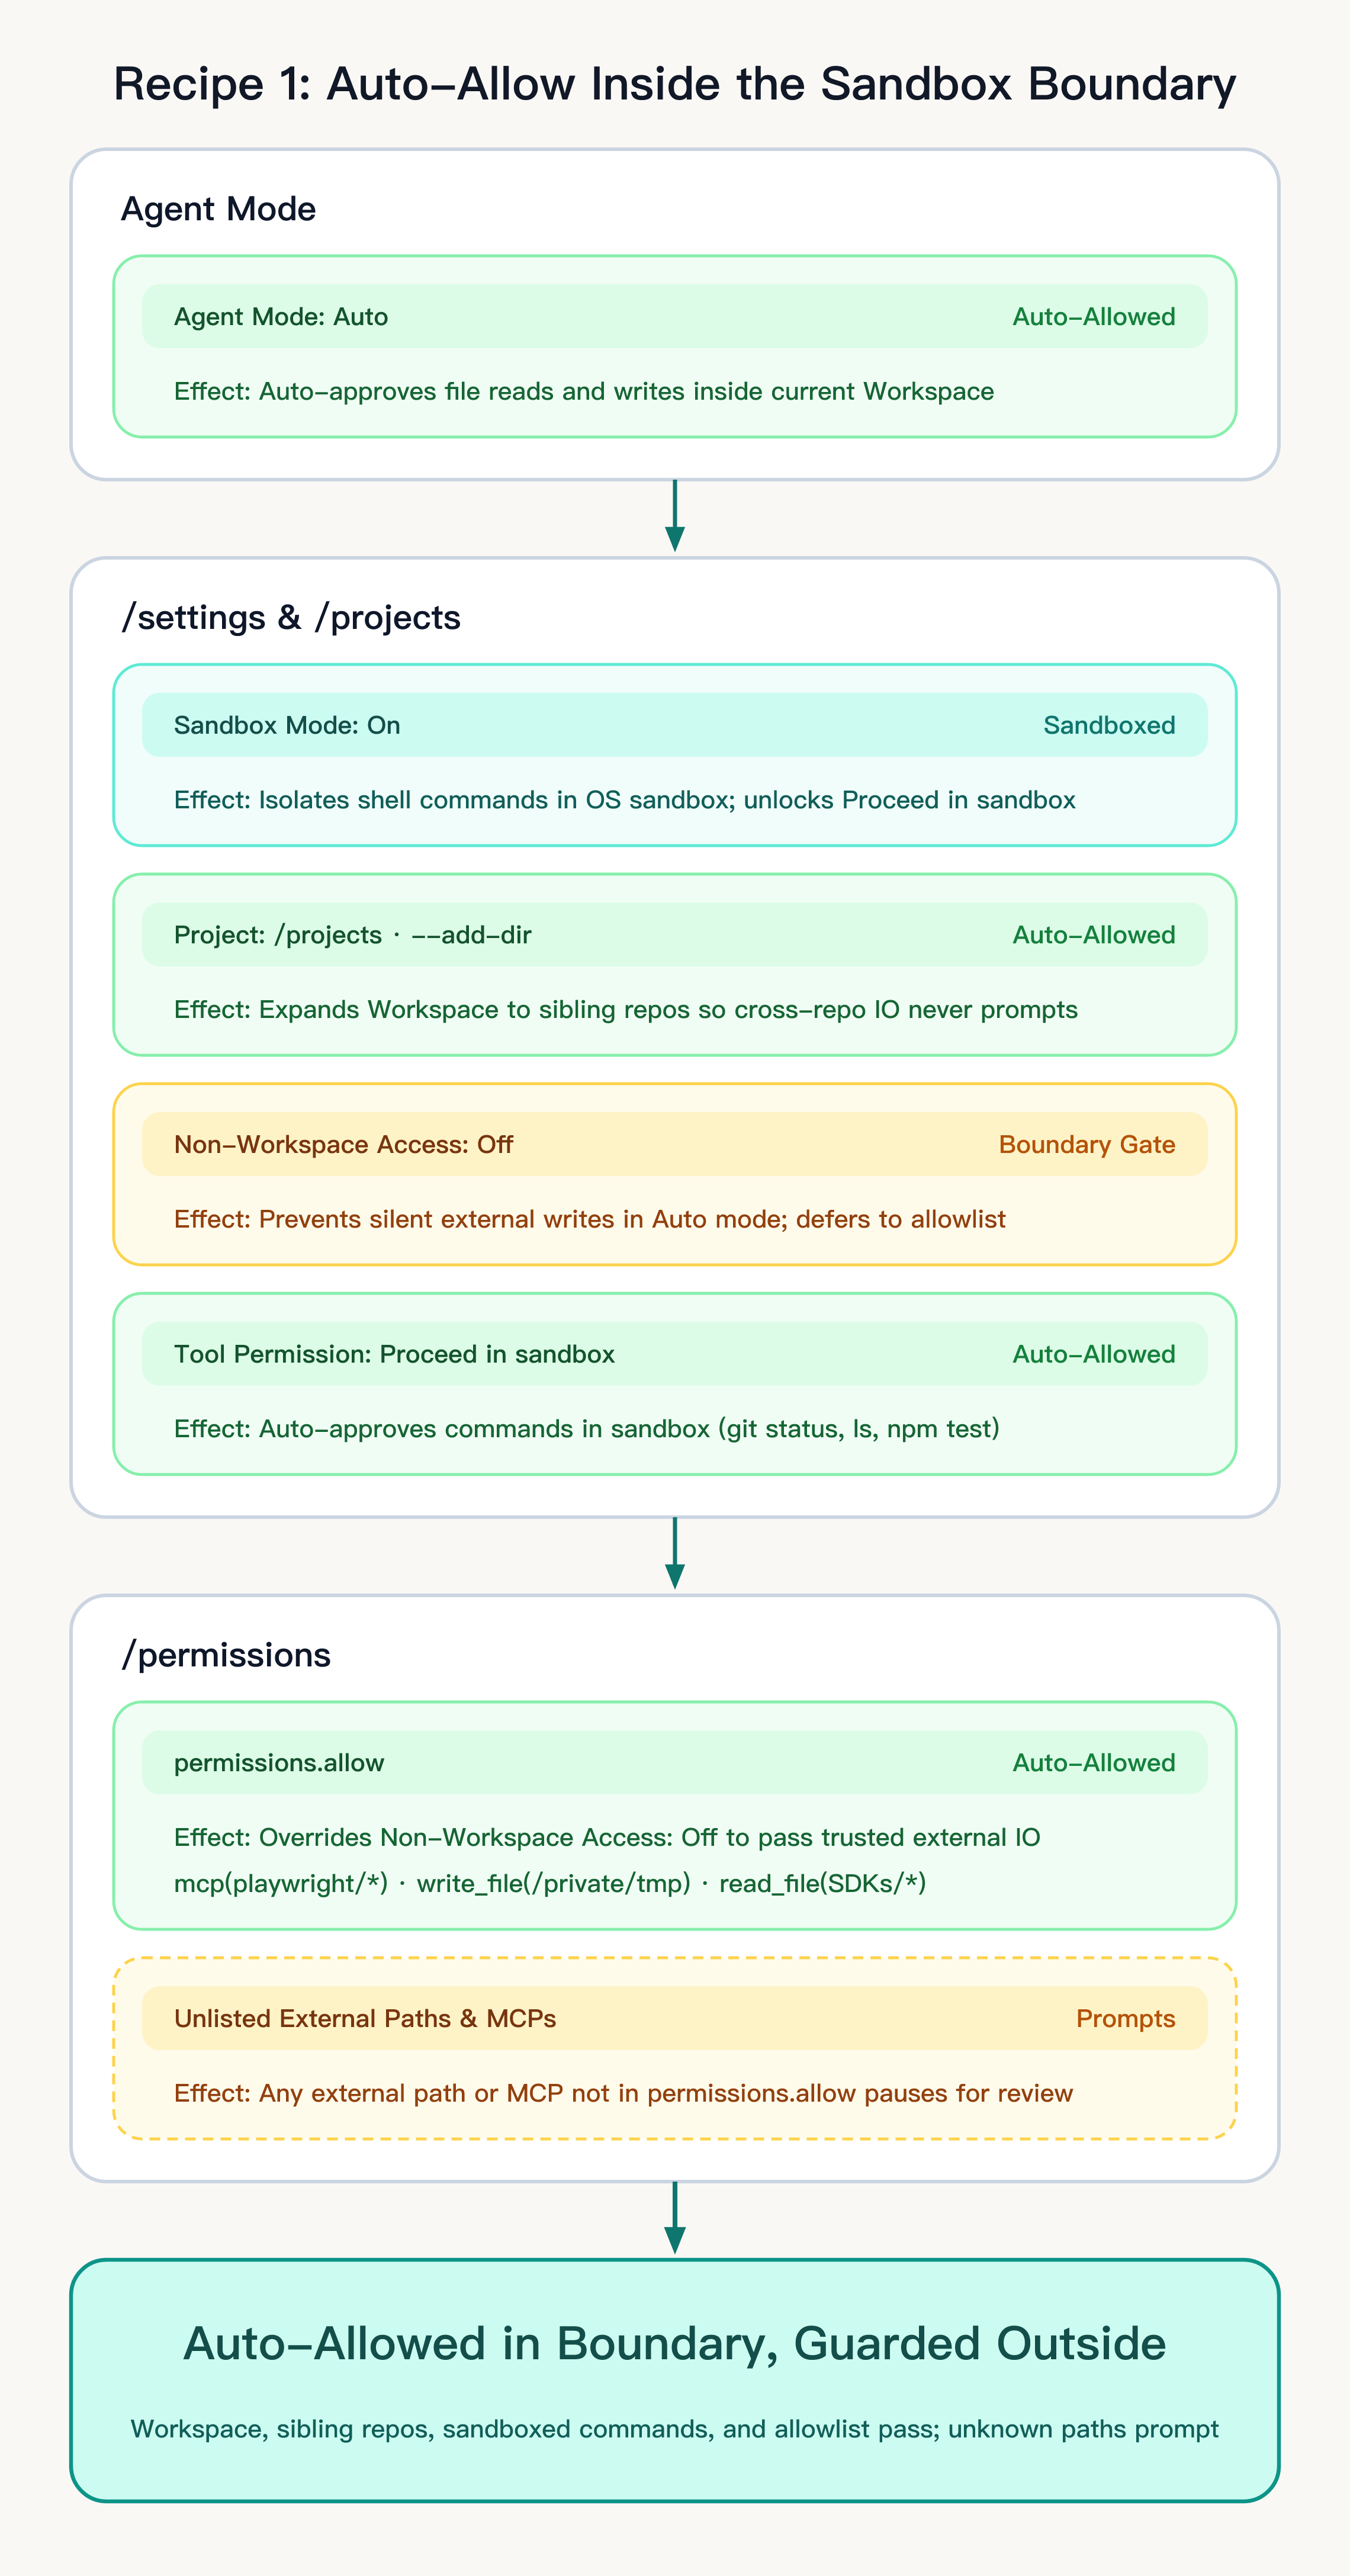 Recipe 1: Auto-Allow Inside the Sandbox Boundary
Agent Mode
Agent Mode: Auto
Auto-Allowed
Effect: Auto-approves file reads and writes inside current Workspace
/settings & /projects
Sandbox Mode: On
Sandboxed
Effect: Isolates shell commands in OS sandbox; unlocks Proceed in sandbox
Project: /projects · --add-dir
Auto-Allowed
Effect: Expands Workspace to sibling repos so cross-repo IO never prompts
Non-Workspace Access: Off
Boundary Gate
Effect: Prevents silent external writes in Auto mode; defers to allowlist
Tool Permission: Proceed in sandbox
Auto-Allowed
Effect: Auto-approves commands in sandbox (git status, ls, npm test)
/permissions
permissions.allow
Auto-Allowed
Effect: Overrides Non-Workspace Access: Off to pass trusted external IO
mcp(playwright/*) · write_file(/private/tmp) · read_file(SDKs/*)
Unlisted External Paths & MCPs
Prompts
Effect: Any external path or MCP not in permissions.allow pauses for review
Auto-Allowed in Boundary, Guarded Outside
Workspace, sibling repos, sandboxed commands, and allowlist pass; unknown paths prompt